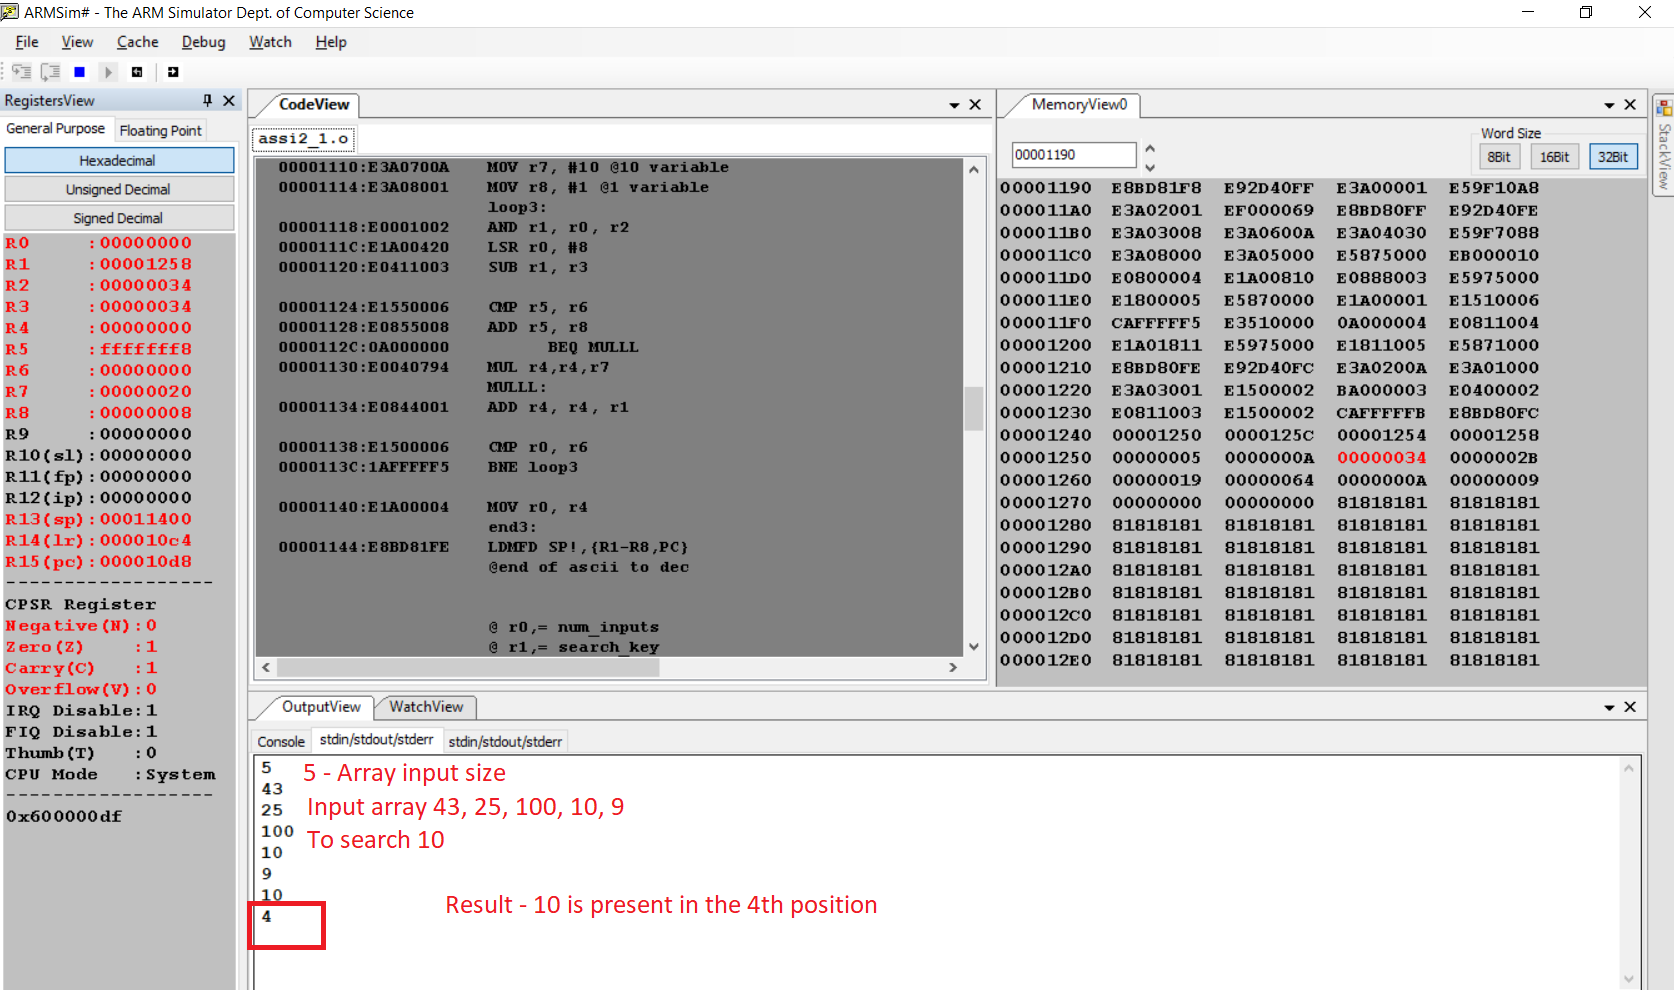 ARMSim# - The ARM Simulator Dept. of Computer Science
File View Cache Debug Watch Help
RegistersView
General Purpose Floating Point
Hexadecimal
Unsigned Decimal
Signed Decimal
R0 :00000000
R1 :00001258
R2 :00000034
R3 :00000034
R4 :00000000
R5 :fffffff8
R6 :00000000
R7 :00000020
R8 :00000008
R9 :00000000
R10(sl):00000000
R11(fp):00000000
R12(ip):00000000
R13(sp):00011400
R14(lr):000010c4
R15(pc):000010d8
--------------------
CPSR Register
Negative(N):0
Zero(Z) :1
Carry(C) :1
Overflow(V):0
IRQ Disable:1
FIQ Disable:1
Thumb(T) :0
CPU Mode :System
--------------------
0x600000df
CodeView
assi2_1.o
00001110:E3A0700A MOV r7, #10 @10 variable
00001114:E3A08001 MOV r8, #1 @1 variable
loop3:
00001118:E0001002 AND r1, r0, r2
0000111C:E1A00420 LSR r0, #8
00001120:E0411003 SUB r1, r3
00001124:E1550006 CMP r5, r6
00001128:E0855008 ADD r5, r8
0000112C:0A000000 BEQ MULLL
00001130:E0040794 MUL r4,r4,r7
MULLL:
00001134:E0844001 ADD r4, r4, r1
00001138:E1500006 CMP r0, r6
0000113C:1AFFFFF5 BNE loop3
00001140:E1A00004 MOV r0, r4
end3:
00001144:E8BD81FE LDMFD SP!,{R1-R8,PC}
@end of ascii to dec
@ r0,= num_inputs
@ r1,= search_key
MemoryView0
00001190
Word Size
8Bit 16Bit 32Bit
00001190 E8BD81F8 E92D40FF E3A00001 E59F10A8
000011A0 E3A02001 EF000069 E8BD80FF E92D40FE
000011B0 E3A03008 E3A0600A E3A04030 E59F7088
000011C0 E3A08000 E3A05000 E5875000 EB000010
000011D0 E0800004 E1A00810 E0888003 E5975000
000011E0 E1800005 E5870000 E1A00001 E1510006
000011F0 CAFFFFF5 E3510000 0A000004 E0811004
00001200 E1A01811 E5975000 E1811005 E5871000
00001210 E8BD80FE E92D40FC E3A0200A E3A01000
00001220 E3A03001 E1500002 BA000003 E0400002
00001230 E0811003 E1500002 CAFFFFFB E8BD80FC
00001240 00001250 0000125C 00001254 00001258
00001250 00000005 0000000A 00000034 0000002B
00001260 00000019 00000064 0000000A 00000009
00001270 00000000 00000000 81818181 81818181
00001280 81818181 81818181 81818181 81818181
00001290 81818181 81818181 81818181 81818181
000012A0 81818181 81818181 81818181 81818181
000012B0 81818181 81818181 81818181 81818181
000012C0 81818181 81818181 81818181 81818181
000012D0 81818181 81818181 81818181 81818181
000012E0 81818181 81818181 81818181 81818181
StackView
OutputView WatchView
Console stdin/stdout/stderr stdin/stdout/stderr
5
43
25
100
10
9
10
4
5 - Array input size
Input array 43, 25, 100, 10, 9
To search 10
Result - 10 is present in the 4th position